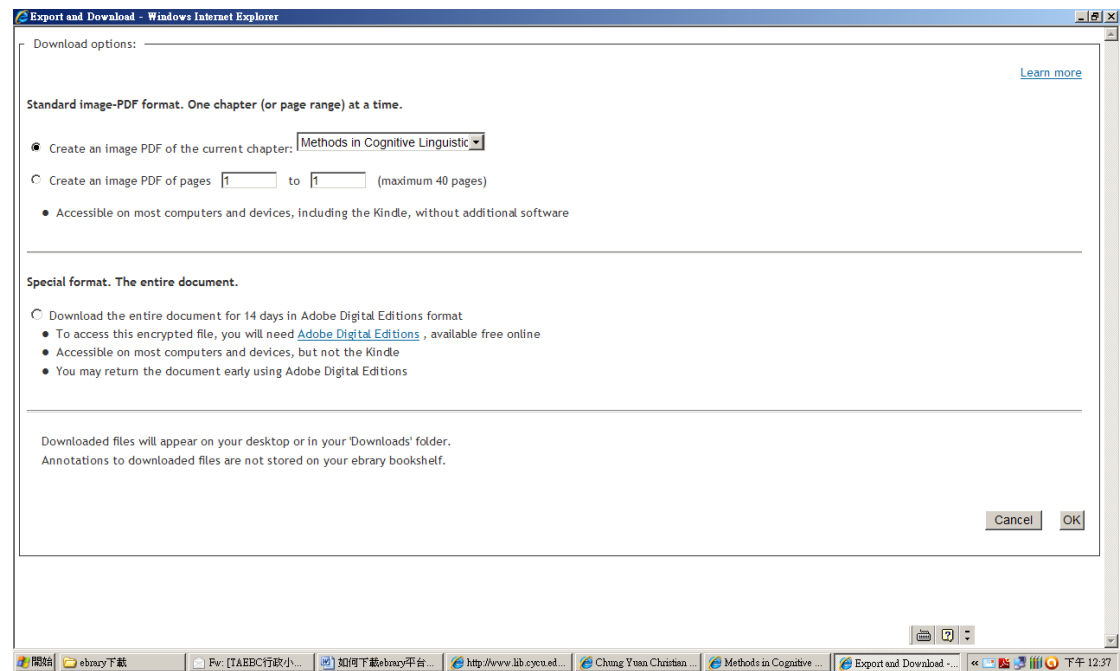 Export and Download - Windows Internet Explorer
Download options:
Learn more
Standard image-PDF format. One chapter (or page range) at a time.
Create an image PDF of the current chapter: Methods in Cognitive Linguistic
Create an image PDF of pages 1 to 1 (maximum 40 pages)
Accessible on most computers and devices, including the Kindle, without additional software
Special format. The entire document.
Download the entire document for 14 days in Adobe Digital Editions format
To access this encrypted file, you will need Adobe Digital Editions , available free online
Accessible on most computers and devices, but not the Kindle
You may return the document early using Adobe Digital Editions
Downloaded files will appear on your desktop or in your 'Downloads' folder.
Annotations to downloaded files are not stored on your ebrary bookshelf.
Cancel OK
開始 ebrary下載 Fw: [TAEBC行政小... 如何下載ebrary平台... http://www.lib.cycu.ed... Chung Yuan Christian ... Methods in Cognitive ... Export and Download -... « 下午 12:37